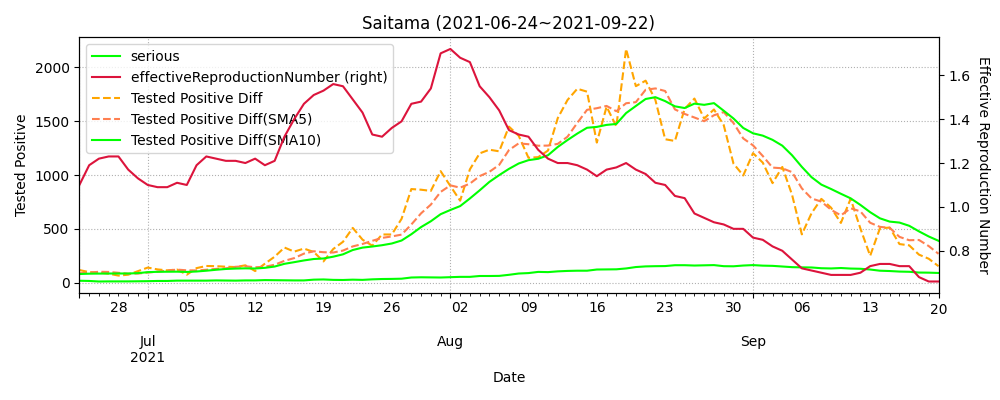 Saitama (2021-06-24~2021-09-22)
serious
effectiveReproductionNumber (right)
Tested Positive Diff
Tested Positive Diff(SMA5)
Tested Positive Diff(SMA10)
Tested Positive
2000
1500
1000
500
0
Effective Reproduction Number
1.6
1.4
1.2
1.0
0.8
28 05 12 19 26 02 09 16 23 30 06 13 20
Jul Aug Sep
2021
Date